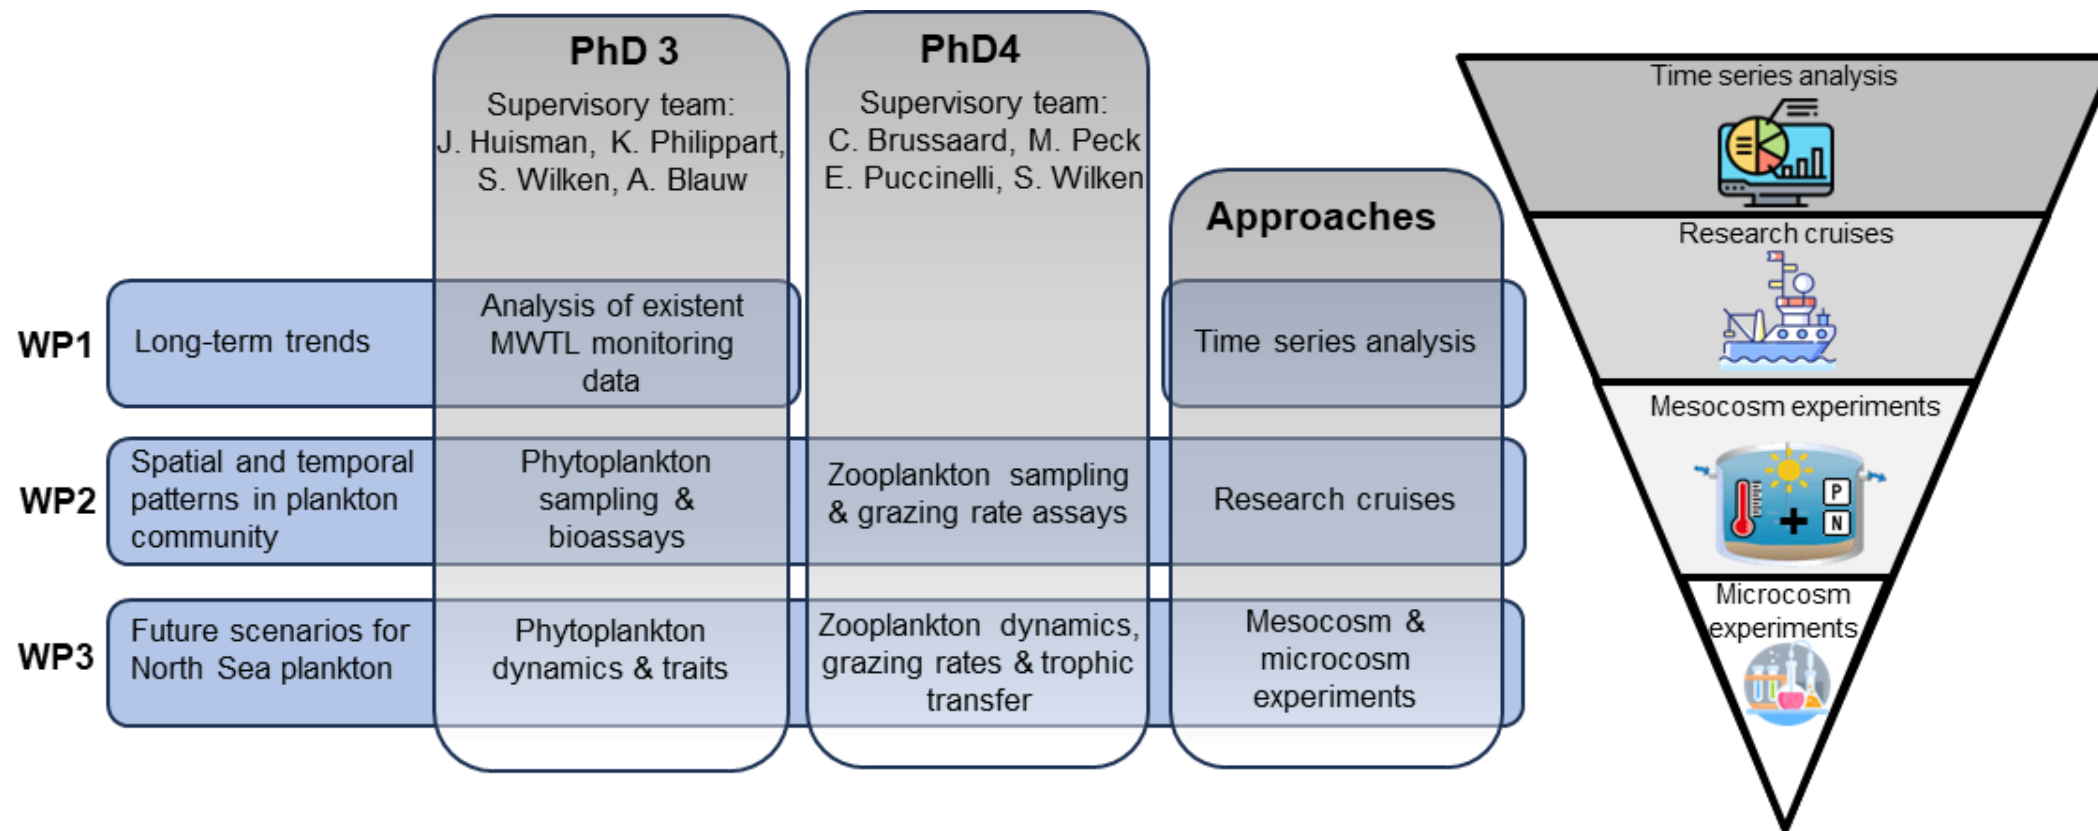 PhD 3
Supervisory team:
J. Huisman, K. Philippart,
S. Wilken, A. Blauw
PhD4
Supervisory team:
C. Brussaard, M. Peck
E. Puccinelli, S. Wilken
Approaches
WP1
Long-term trends
Analysis of existent
MWTL monitoring
data
Time series analysis
WP2
Spatial and temporal
patterns in plankton
community
Phytoplankton
sampling &
bioassays
Zooplankton sampling
& grazing rate assays
Research cruises
WP3
Future scenarios for
North Sea plankton
Phytoplankton
dynamics & traits
Zooplankton dynamics,
grazing rates & trophic
transfer
Mesocosm &
microcosm
experiments
Time series analysis
Research cruises
Mesocosm experiments
P
+
N
Microcosm
experiments